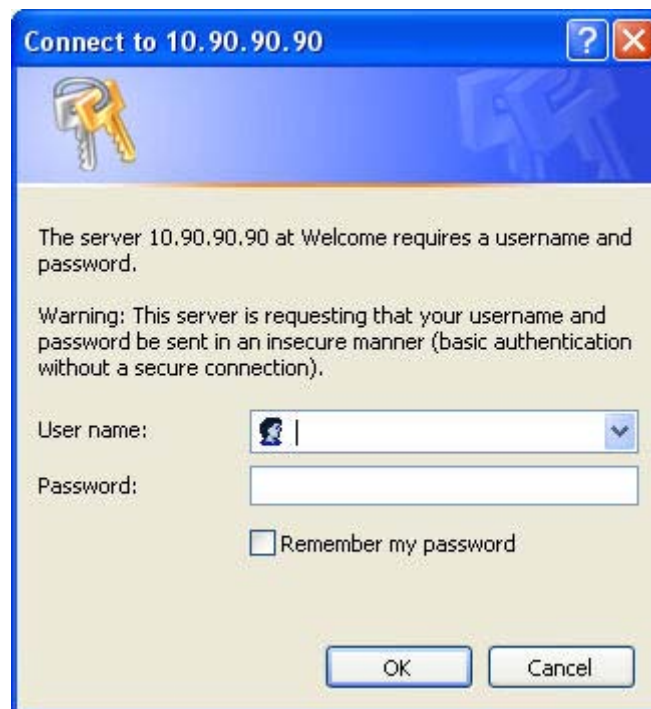 Connect to 10.90.90.90
The server 10.90.90.90 at Welcome requires a username and
password.
Warning: This server is requesting that your username and
password be sent in an insecure manner (basic authentication
without a secure connection).
User name:
Password:
Remember my password
OK
Cancel